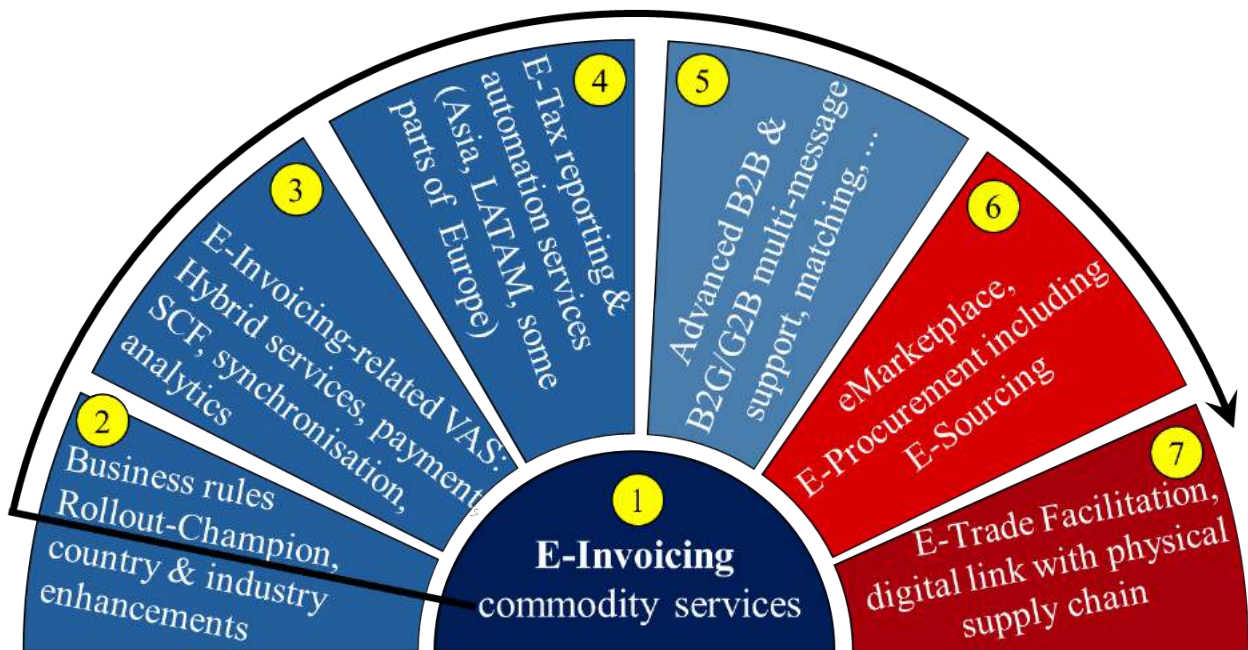 1
E-Invoicing
commodity services
2
Business rules
Rollout-Champion,
country & industry
enhancements
3
E-Invoicing-related VAS:
Hybrid services, payment,
SCF, synchronisation,
analytics
4
E-Tax reporting &
automation services
(Asia, LATAM, some
parts of Europe)
5
Advanced B2B &
B2G/G2B multi-message
support, matching, ...
6
eMarketplace,
E-Procurement including
E-Sourcing
7
E-Trade Facilitation,
digital link with physical
supply chain